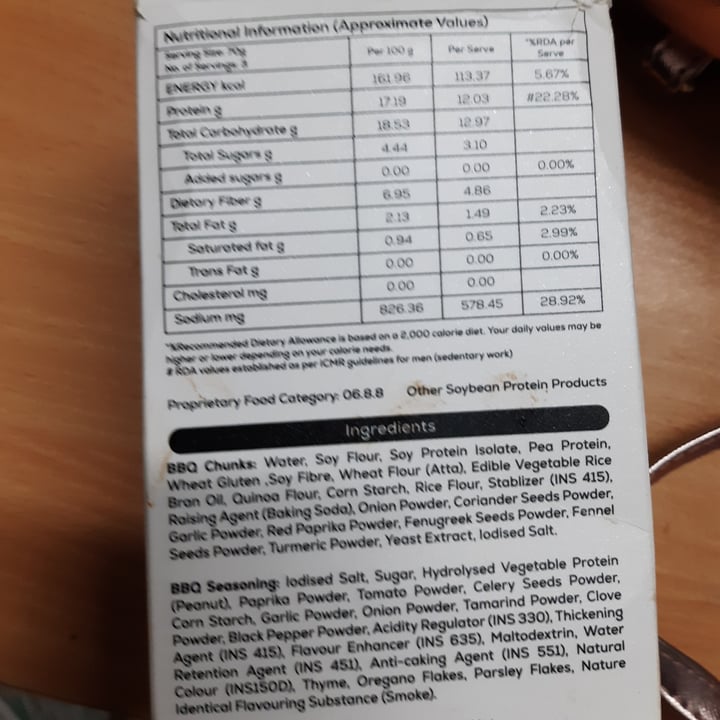 Nutritional Information (Approximate Values)
Serving Size: 70g
No. of Servings: 3
Per 100 g
Per Serve
*%RDA per
Serve
ENERGY kcal 161.96 113.37 5.67%
Protein g 17.19 12.03 #22.28%
Total Carbohydrate g 18.53 12.97
Total Sugars g 4.44 3.10
Added sugars g 0.00 0.00 0.00%
Dietary Fiber g 6.95 4.86
Total Fat g 2.13 1.49 2.23%
Saturated fat g 0.94 0.65 2.99%
Trans Fat g 0.00 0.00 0.00%
Cholesterol mg 0.00 0.00
Sodium mg 826.36 578.45 28.92%
*%Recommended Dietary Allowance is based on a 2,000 calorie diet. Your daily values may be
higher or lower depending on your calorie needs.
# RDA values established as per ICMR guidelines for men (sedentary work)
Proprietary Food Category: 06.8.8 Other Soybean Protein Products
Ingredients
BBQ Chunks: Water, Soy Flour, Soy Protein Isolate, Pea Protein,
Wheat Gluten ,Soy Fibre, Wheat Flour (Atta), Edible Vegetable Rice
Bran Oil, Quinoa Flour, Corn Starch, Rice Flour, Stablizer (INS 415),
Raising Agent (Baking Soda), Onion Powder, Coriander Seeds Powder,
Garlic Powder, Red Paprika Powder, Fenugreek Seeds Powder, Fennel
Seeds Powder, Turmeric Powder, Yeast Extract, Iodised Salt.
BBQ Seasoning: Iodised Salt, Sugar, Hydrolysed Vegetable Protein
(Peanut), Paprika Powder, Tomato Powder, Celery Seeds Powder,
Corn Starch, Garlic Powder, Onion Powder, Tamarind Powder, Clove
Powder, Black Pepper Powder, Acidity Regulator (INS 330), Thickening
Agent (INS 415), Flavour Enhancer (INS 635), Maltodextrin, Water
Retention Agent (INS 451), Anti-caking Agent (INS 551), Natural
Colour (INS150D), Thyme, Oregano Flakes, Parsley Flakes, Nature
Identical Flavouring Substance (Smoke).